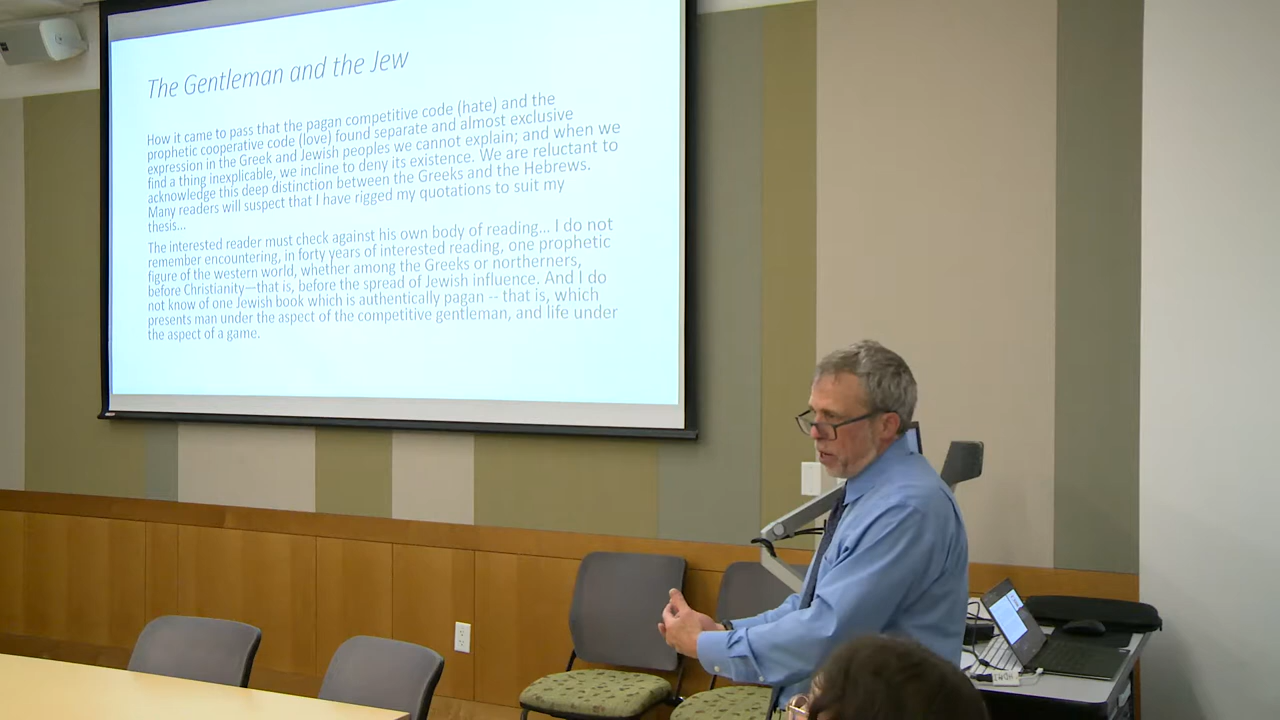 The Gentleman and the Jew
How it came to pass that the pagan competitive code (hate) and the
prophetic cooperative code (love) found separate and almost exclusive
expression in the Greek and Jewish peoples we cannot explain; and when we
find a thing inexplicable, we incline to deny its existence. We are reluctant to
acknowledge this deep distinction between the Greeks and the Hebrews.
Many readers will suspect that I have rigged my quotations to suit my
thesis...
The interested reader must check against his own body of reading... I do not
remember encountering, in forty years of interested reading, one prophetic
figure of the western world, whether among the Greeks or northerners,
before Christianity—that is, before the spread of Jewish influence. And I do
not know of one Jewish book which is authentically pagan -- that is, which
presents man under the aspect of the competitive gentleman, and life under
the aspect of a game.